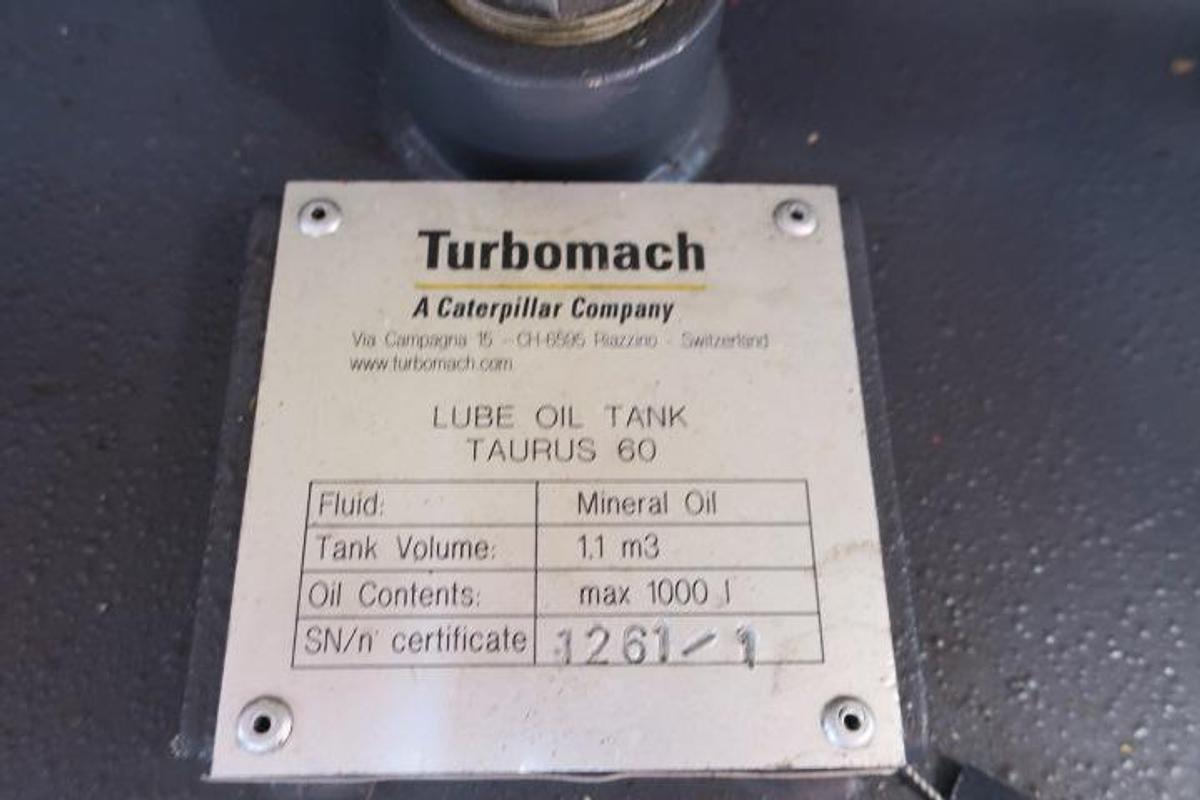 Turbomach
A Caterpillar Company
Via Campagna 15 - CH-6595 Riazzino - Switzerland
www.turbomach.com
LUBE OIL TANK
TAURUS 60
Fluid: Mineral Oil
Tank Volume: 1.1 m3
Oil Contents: max 1000 l
SN/n° certificate 1261/1